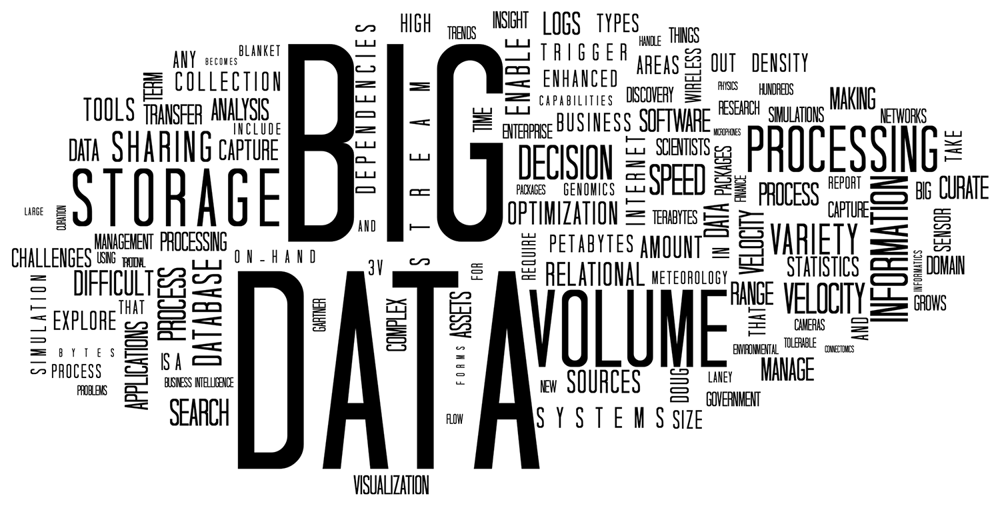 HIGH
TRENDS
INSIGHT
LOGS
TYPES
HANDLE
THINGS
BLANKET
ANY
BECOMES
COLLECTION
TERM
TOOLS
TRANSFER
ANALYSIS
INCLUDE
DATA
SHARING
CAPTURE
STORAGE
LARGE
CURATION
BIG
DEPENDENCIES
STREAM
TIME
AND
ENABLE
TRIGGER
ENHANCED
CAPABILITIES
AREAS
WIRELESS
OUT
DENSITY
PHYSICS
HUNDREDS
DISCOVERY
MAKING
RESEARCH
SIMULATIONS
NETWORKS
ENTERPRISE
BUSINESS
SOFTWARE
MICROPHONES
PROCESSING
TAKE
DECISION
INTERNET
SCIENTISTS
SPEED
PACKAGES
FINANCE
PACKAGES
GENOMICS
PROCESS
REPORT
BIG
CURATE
OPTIMIZATION
TERABYTES
IN DATA
VELOCITY
CAPTURE
INFORMATION
SENSOR
REQUIRE
PETABYTES
AMOUNT
VARIETY
STATISTICS
INFORMATICS
DOMAIN
MANAGEMENT
PROCESSING
CHALLENGES
USING
ON-HAND
DIFFICULT
PROCESS
DATABASE
SIMULATION
THAT
EXPLORE
APPLICATIONS
BYTES
IS A
PROCESS
PROBLEMS
BUSINESS INTELLIGENCE
SEARCH
3V
DATA
GARTNER
COMPLEX
ASSETS
FOR
FORMS
FLOW
VISUALIZATION
RELATIONAL
METEOROLOGY
VOLUME
RANGE
VELOCITY
GROWS
THAT
CAMERAS
AND
ENVIRONMENTAL
TOLERABLE
CONNECTOMICS
MANAGE
NEW
SOURCES
DOUG
LANEY
GOVERNMENT
SYSTEMS
SIZE